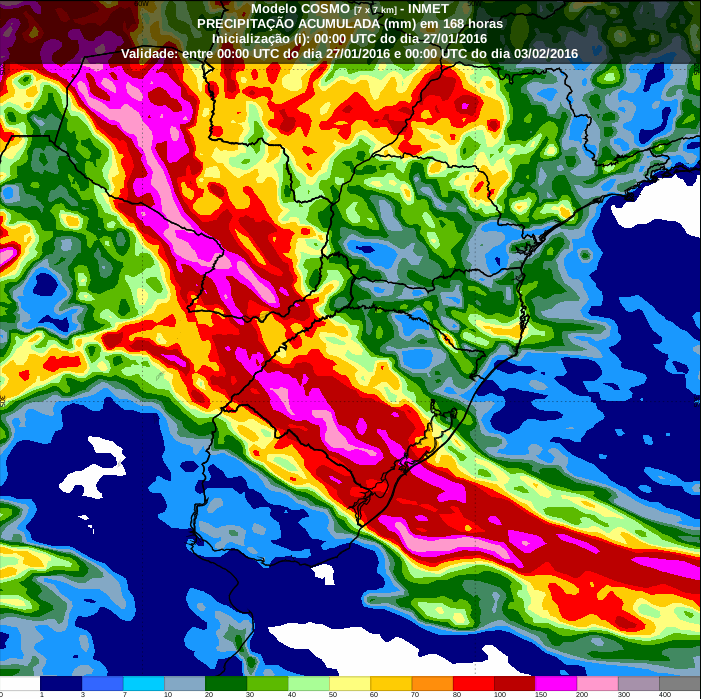 Modelo COSMO [7 x 7 km] - INMET
PRECIPITAÇÃO ACUMULADA (mm) em 168 horas
Inicialização (i): 00:00 UTC do dia 27/01/2016
Validade: entre 00:00 UTC do dia 27/01/2016 e 00:00 UTC do dia 03/02/2016
0 1 3 7 10 20 30 40 50 60 70 80 100 150 200 300 400